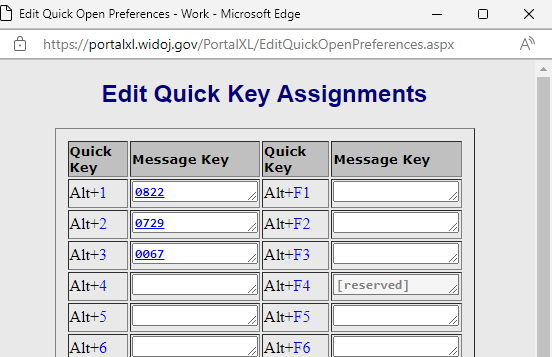 Edit Quick Open Preferences - Work - Microsoft Edge
https://portalxl.widoj.gov/PortalXL/EditQuickOpenPreferences.aspx A
Edit Quick Key Assignments
Quick Key Message Key Quick Key Message Key
Alt+1 0822 Alt+F1
Alt+2 0729 Alt+F2
Alt+3 0067 Alt+F3
Alt+4 Alt+F4 [reserved]
Alt+5 Alt+F5
Alt+6 Alt+F6